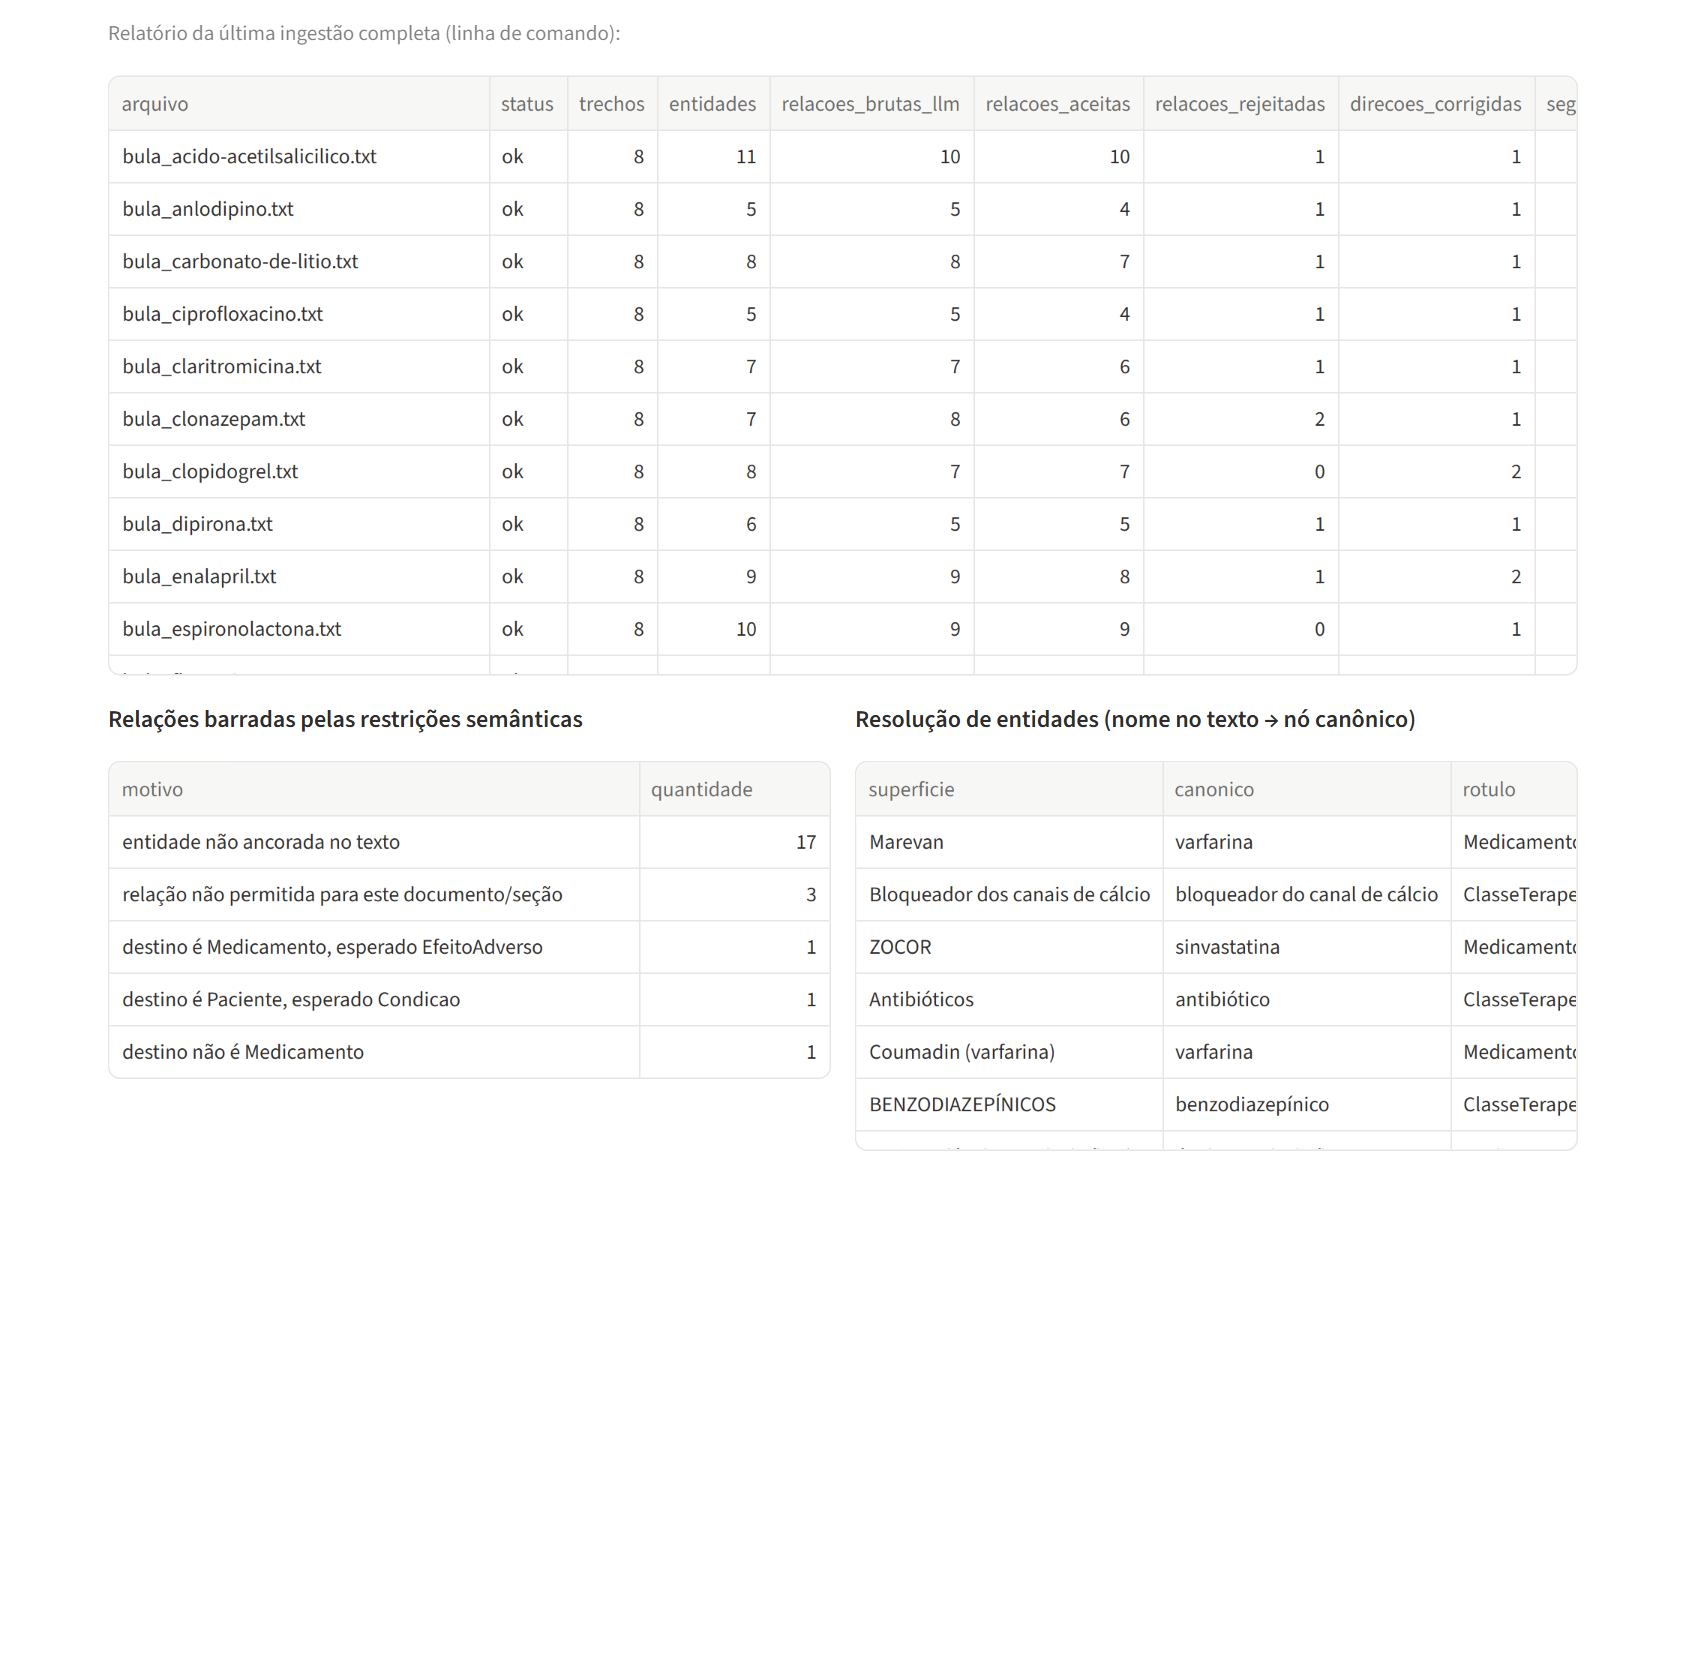 Relatório da última ingestão completa (linha de comando):
arquivo status trechos entidades relacoes_brutas_llm relacoes_aceitas relacoes_rejeitadas direcoes_corrigidas seg
bula_acido-acetilsalicilico.txt ok 8 11 10 10 1 1
bula_anlodipino.txt ok 8 5 5 4 1 1
bula_carbonato-de-litio.txt ok 8 8 8 7 1 1
bula_ciprofloxacino.txt ok 8 5 5 4 1 1
bula_claritromicina.txt ok 8 7 7 6 1 1
bula_clonazepam.txt ok 8 7 8 6 2 1
bula_clopidogrel.txt ok 8 8 7 7 0 2
bula_dipirona.txt ok 8 6 5 5 1 1
bula_enalapril.txt ok 8 9 9 8 1 2
bula_espironolactona.txt ok 8 10 9 9 0 1
Relações barradas pelas restrições semânticas
motivo quantidade
entidade não ancorada no texto 17
relação não permitida para este documento/seção 3
destino é Medicamento, esperado EfeitoAdverso 1
destino é Paciente, esperado Condicao 1
destino não é Medicamento 1
Resolução de entidades (nome no texto → nó canônico)
superficie canonico rotulo
Marevan varfarina Medicamento
Bloqueador dos canais de cálcio bloqueador do canal de cálcio ClasseTerape
ZOCOR sinvastatina Medicamento
Antibióticos antibiótico ClasseTerape
Coumadin (varfarina) varfarina Medicamento
BENZODIAZEPÍNICOS benzodiazepínico ClasseTerape